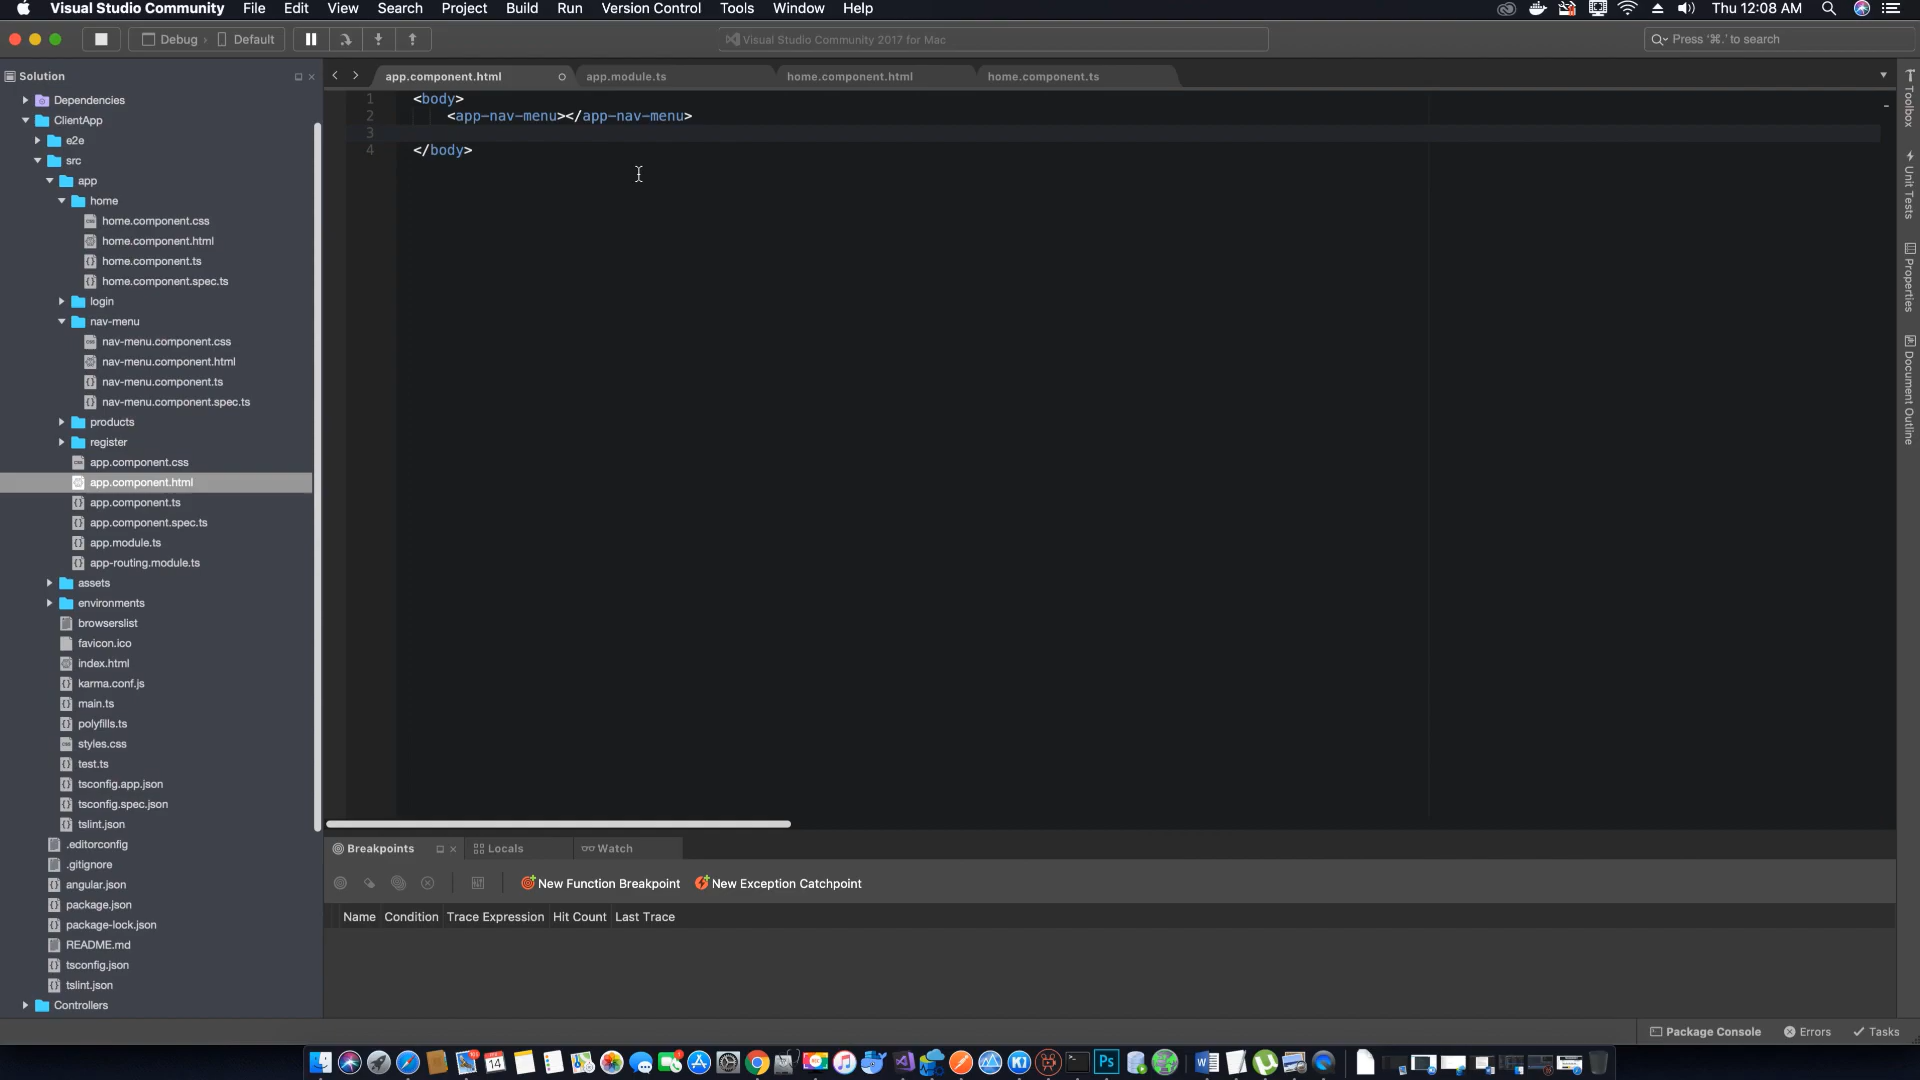 Visual Studio Community File Edit View Search Project Build Run Version Control Tools Window Help Thu 12:08 AM
Debug Default Visual Studio Community 2017 for Mac Press '⌘.' to search
Solution
Dependencies
ClientApp
e2e
src
app
home
home.component.css
home.component.html
home.component.ts
home.component.spec.ts
login
nav-menu
nav-menu.component.css
nav-menu.component.html
nav-menu.component.ts
nav-menu.component.spec.ts
products
register
app.component.css
app.component.html
app.component.ts
app.component.spec.ts
app.module.ts
app-routing.module.ts
assets
environments
browserslist
favicon.ico
index.html
karma.conf.js
main.ts
polyfills.ts
styles.css
test.ts
tsconfig.app.json
tsconfig.spec.json
tslint.json
.editorconfig
.gitignore
angular.json
package.json
package-lock.json
README.md
tsconfig.json
tslint.json
Controllers
app.component.html app.module.ts home.component.html home.component.ts
1 <body>
2 <app-nav-menu></app-nav-menu>
3
4 </body>
Toolbox
Unit Tests
Properties
Document Outline
Breakpoints Locals Watch
New Function Breakpoint New Exception Catchpoint
Name Condition Trace Expression Hit Count Last Trace
Package Console Errors Tasks
Ps